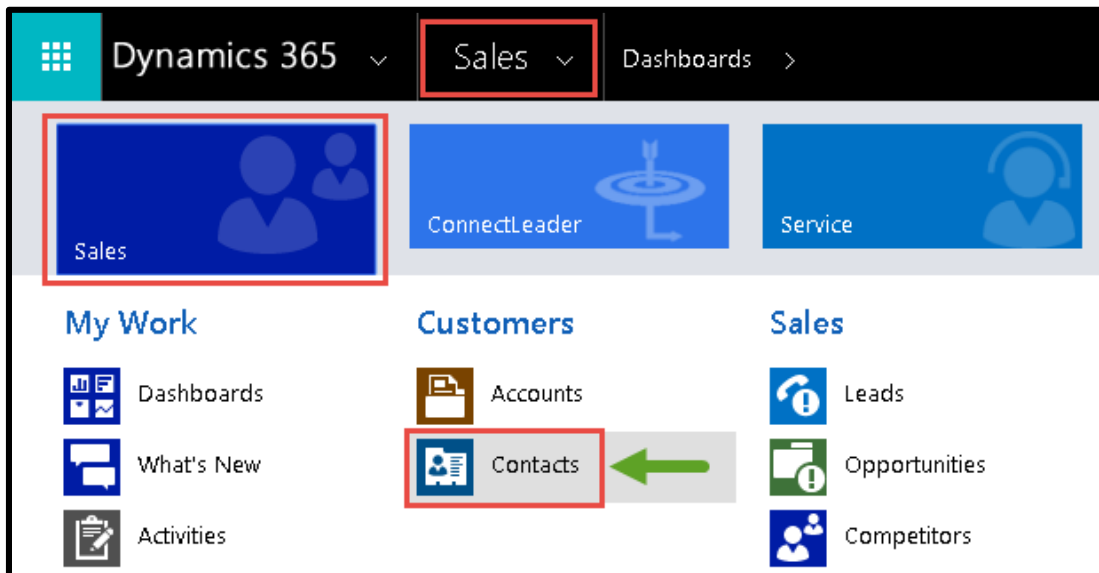 Dynamics 365 Sales Dashboards
Sales ConnectLeader Service
My Work Customers Sales
Dashboards Accounts Leads
What's New Contacts Opportunities
Activities Competitors